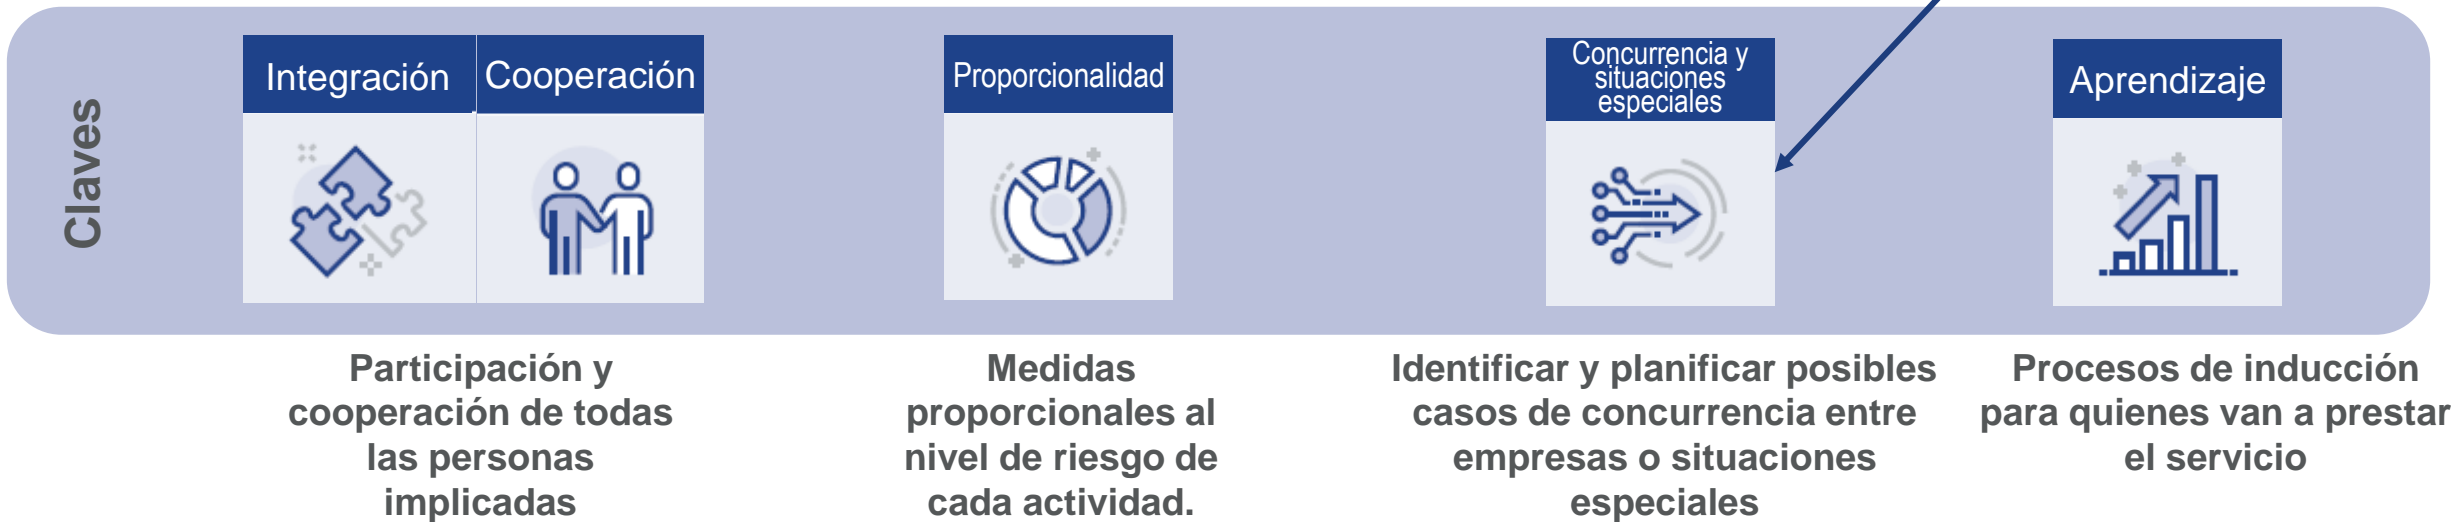 Claves
Integración
Cooperación
Proporcionalidad
Concurrencia y
situaciones
especiales
Aprendizaje
Participación y
cooperación de todas
las personas
implicadas
Medidas
proporcionales al
nivel de riesgo de
cada actividad.
Identificar y planificar posibles
casos de concurrencia entre
empresas o situaciones
especiales
Procesos de inducción
para quienes van a prestar
el servicio